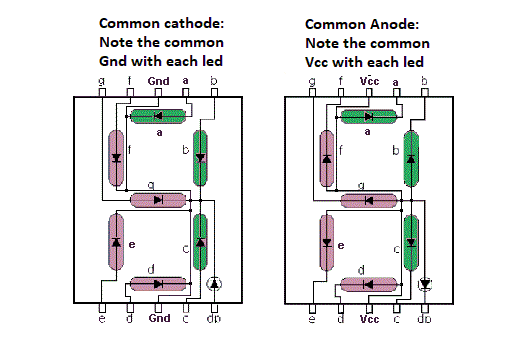 Common cathode:
Note the common
Gnd with each led
Common Anode:
Note the common
Vcc with each led
g f Gnd a b
a
f b
g
e c
d
e d Gnd c dp
g f Vcc a b
a
f b
g
e c
d
e d Vcc c dp